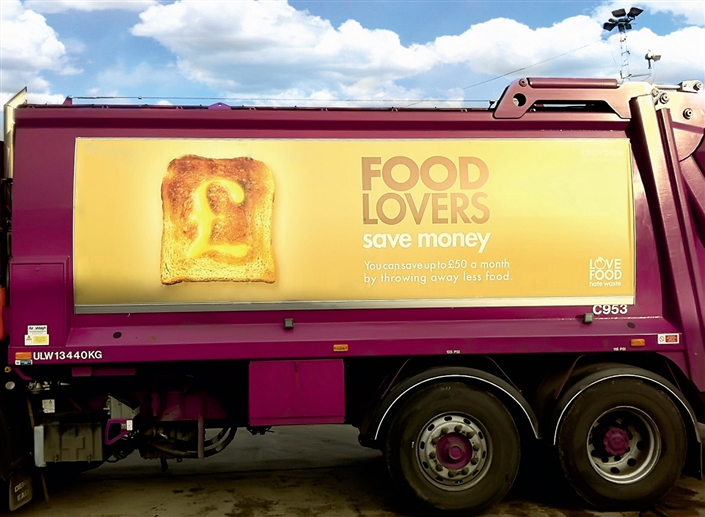 £
FOOD
LOVERS
save money
You can save up to £50 a month
by throwing away less food.
LOVE
FOOD
hate waste
C953
ULW13440KG